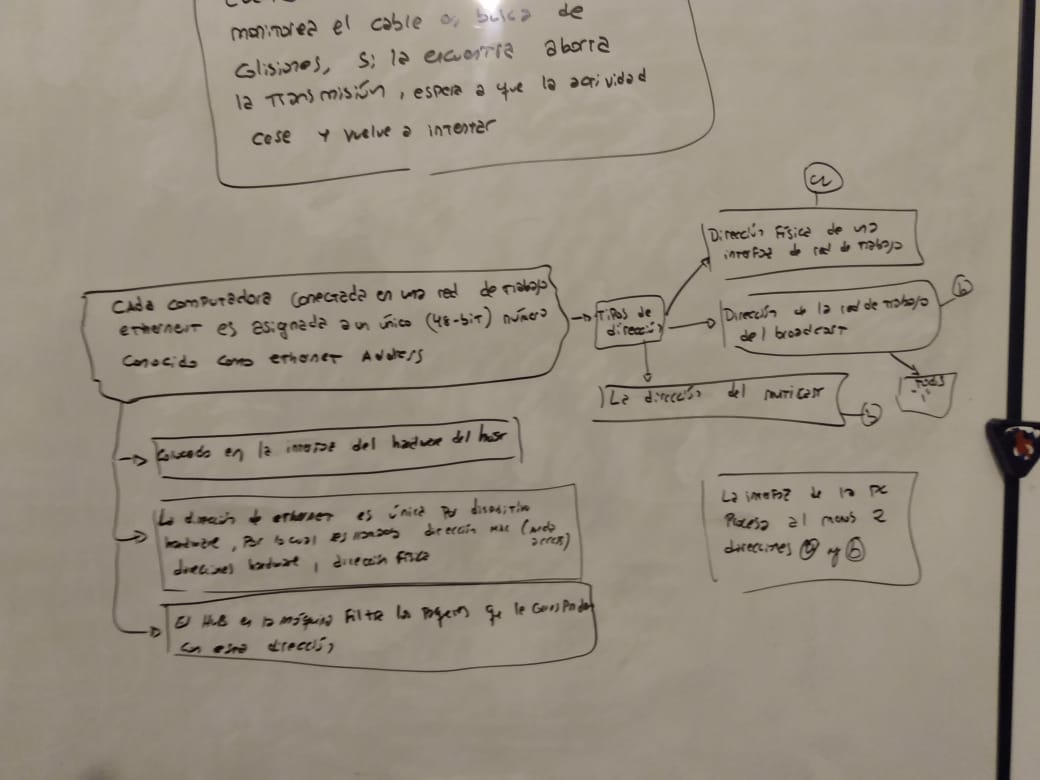 monitorea el cable o, busca de
colisiones, si la encuentra aborta
la transmisión, espera a que la actividad
cese y vuelve a intentar
a
Dirección Física de una
interfaz de red de trabajo
Cada computadora conectada en una red de trabajo
ethernet es asignada a un único (48-bit) número
conocido como ethernet Address
Tipos de
dirección
b
Dirección de la red de trabajo
del broadcast
Todos
"1"
La dirección del multicast
b
Colocado en la interfaz del hardware del host
La dirección de ethernet es única por dispositivo
hardware, por lo cual es llamada dirección mac (media
access)
direcciones hardware, dirección física
El Hub en la máquina Filtra los paquetes que le corresponden
con esta dirección
La interfaz de la PC
Procesa al menos 2
direcciones a y b